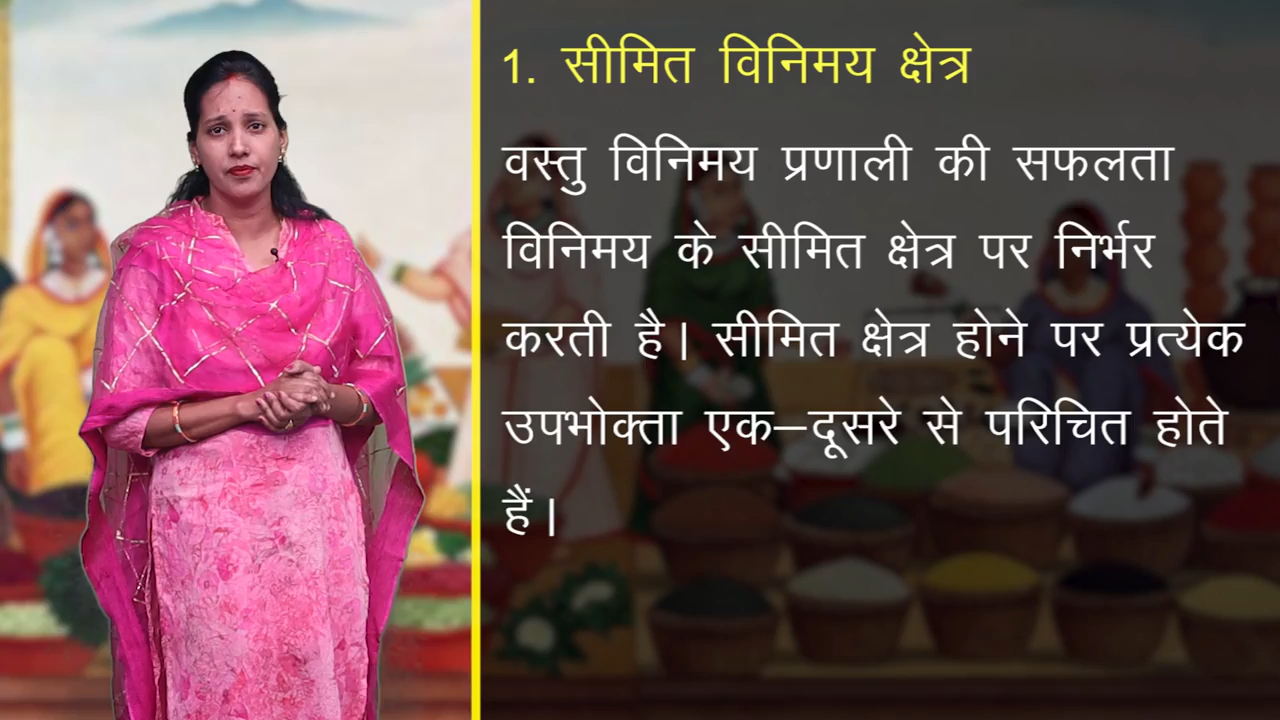 1. सीमित विनिमय क्षेत्र
वस्तु विनिमय प्रणाली की सफलता
विनिमय के सीमित क्षेत्र पर निर्भर
करती है। सीमित क्षेत्र होने पर प्रत्येक
उपभोक्ता एक–दूसरे से परिचित होते
हैं।